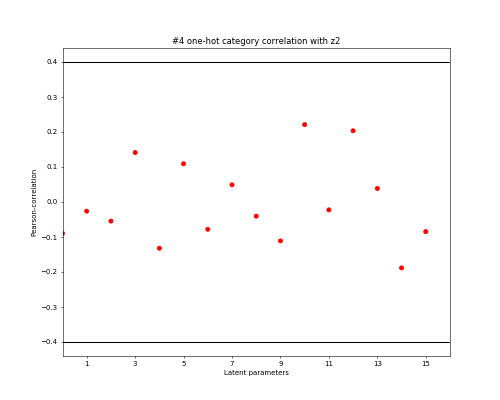 #4 one-hot category correlation with z2
0.4
0.3
0.2
0.1
0.0
−0.1
−0.2
−0.3
−0.4
Pearson-correlation
1 3 5 7 9 11 13 15
Latent parameters